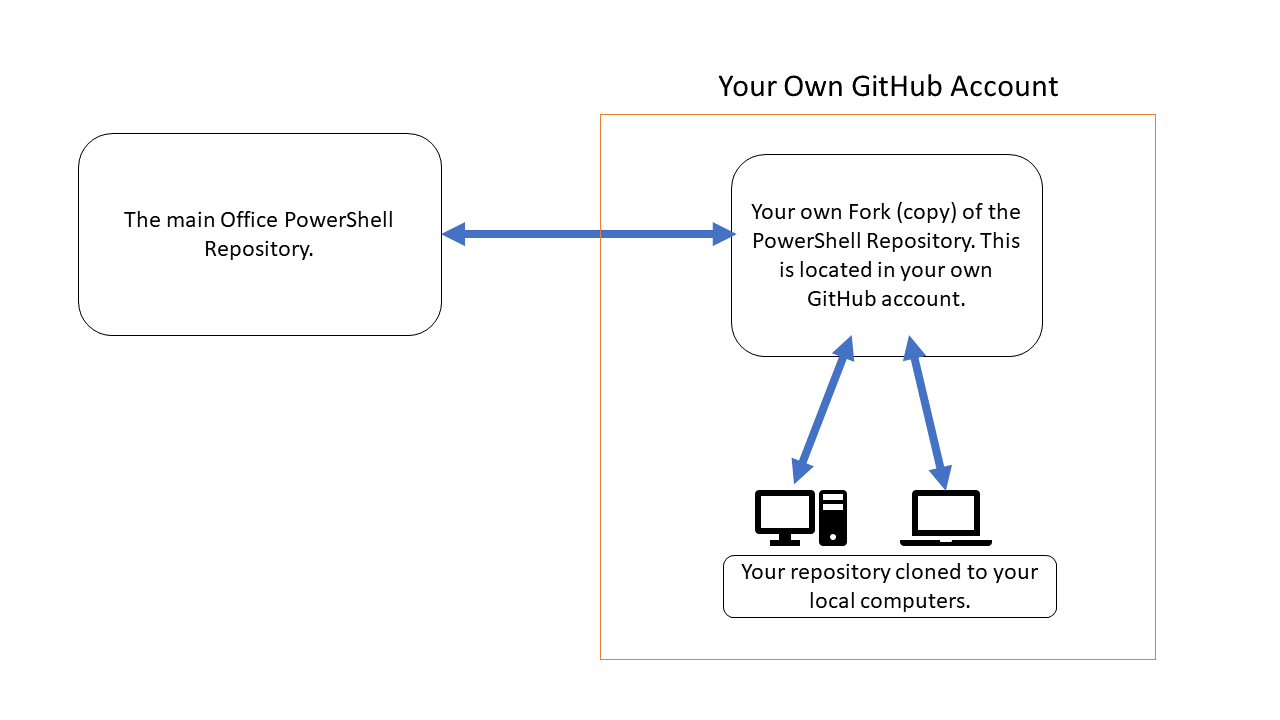 Your Own GitHub Account
The main Office PowerShell
Repository.
Your own Fork (copy) of the
PowerShell Repository. This
is located in your own
GitHub account.
Your repository cloned to your
local computers.